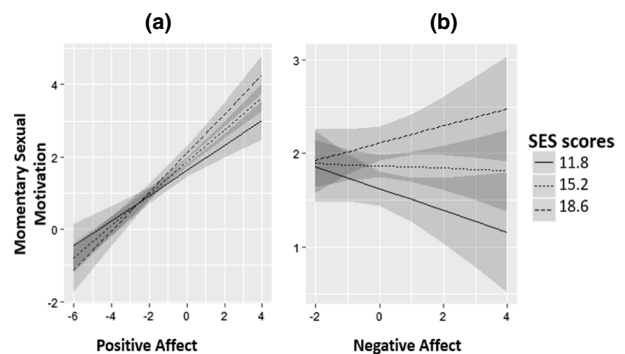 (a)
(b)
Momentary Sexual
Motivation
4
2
0
-2
-6
-4
-2
0
2
4
Positive Affect
3
2
1
-2
0
2
4
Negative Affect
SES scores
11.8
15.2
18.6